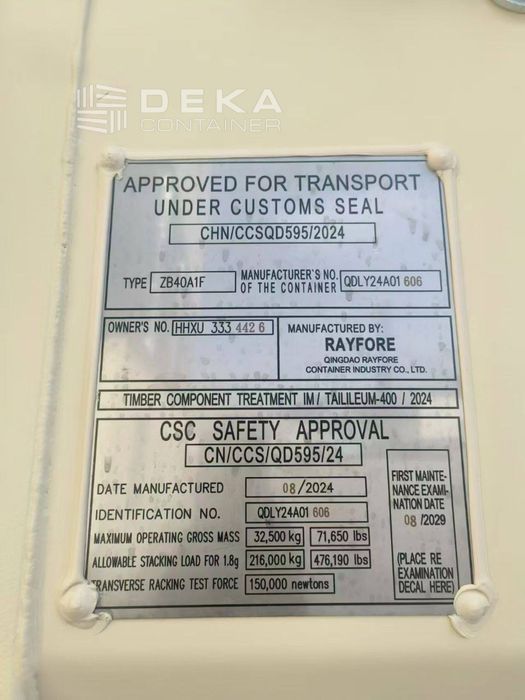 DEKA
CONTAINER
APPROVED FOR TRANSPORT
UNDER CUSTOMS SEAL
CHN/CCSQD595/2024
TYPE ZB40A1F MANUFACTURER'S NO. OF THE CONTAINER QDLY24A01 606
OWNER'S NO. HHXU 333 442 6
MANUFACTURED BY:
RAYFORE
QINGDAO RAYFORE
CONTAINER INDUSTRY CO., LTD.
TIMBER COMPONENT TREATMENT IM / TAILILEUM-400 / 2024
CSC SAFETY APPROVAL
CN/CCS/QD595/24
DATE MANUFACTURED 08/2024
IDENTIFICATION NO. QDLY24A01 606
MAXIMUM OPERATING GROSS MASS 32,500 kg 71,650 lbs
ALLOWABLE STACKING LOAD FOR 1.8g 216,000 kg 476,190 lbs
TRANSVERSE RACKING TEST FORCE 150,000 newtons
FIRST MAINTE-
NANCE EXAMI-
NATION DATE
08 /2029
(PLACE RE
EXAMINATION
DECAL HERE)